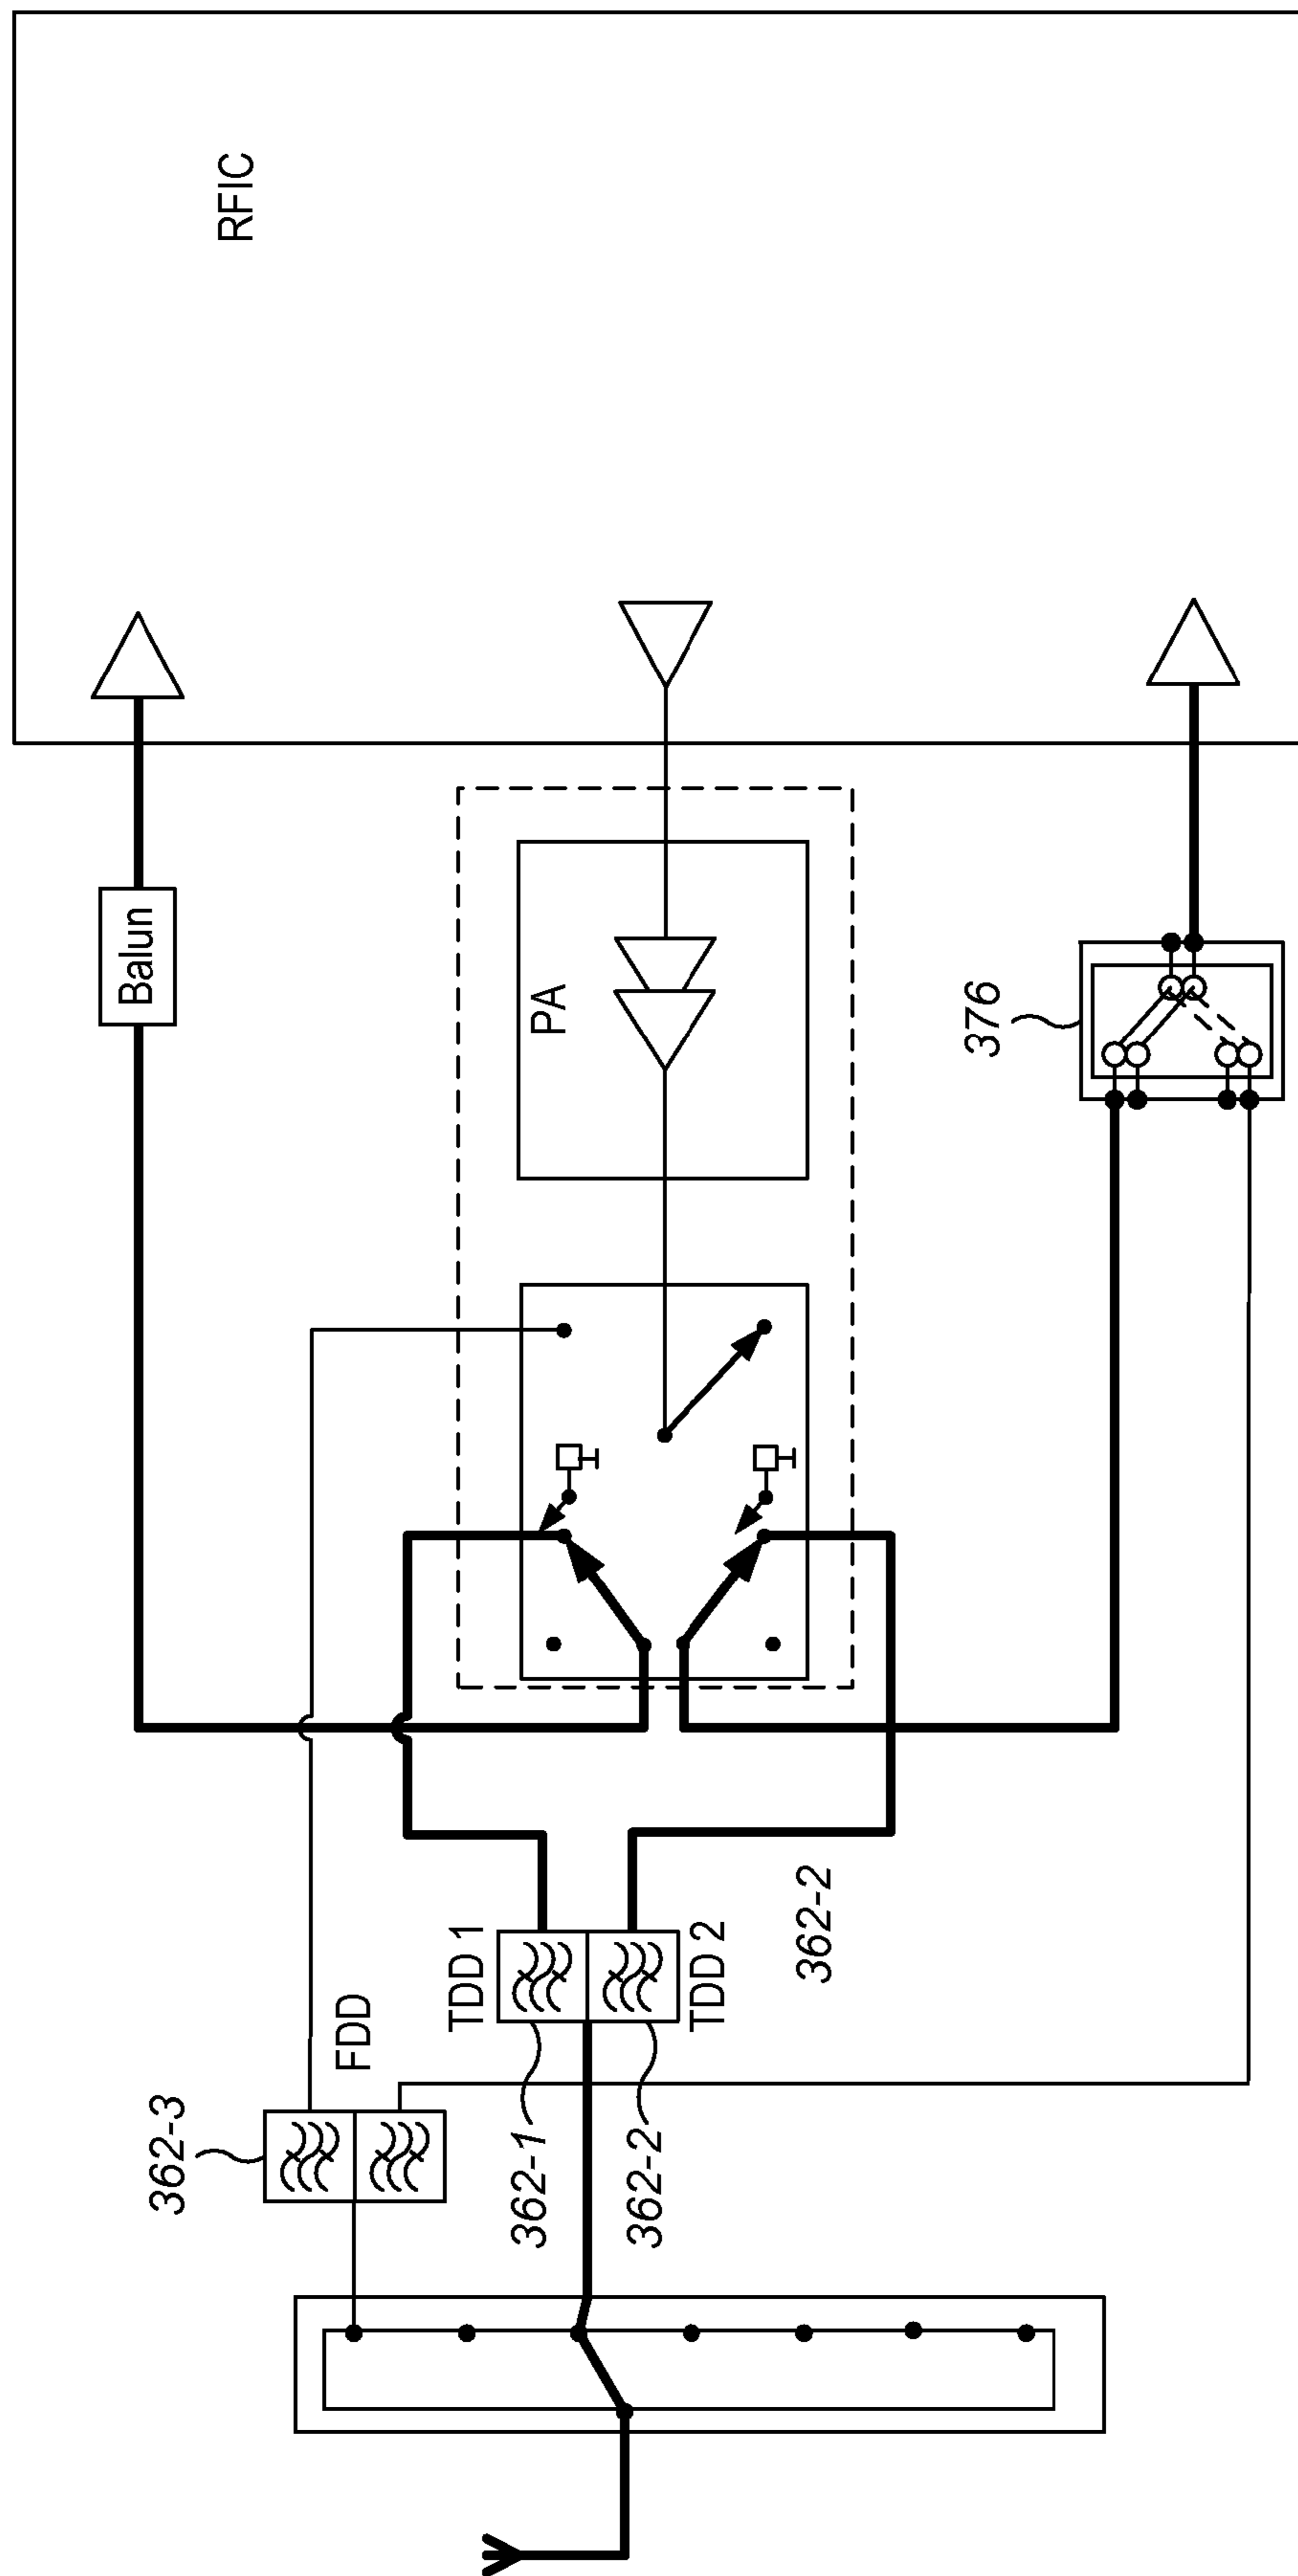 RFIC
Balun
PA
376
362-2
TDD 1
TDD 2
FDD
362-3
362-1
362-2